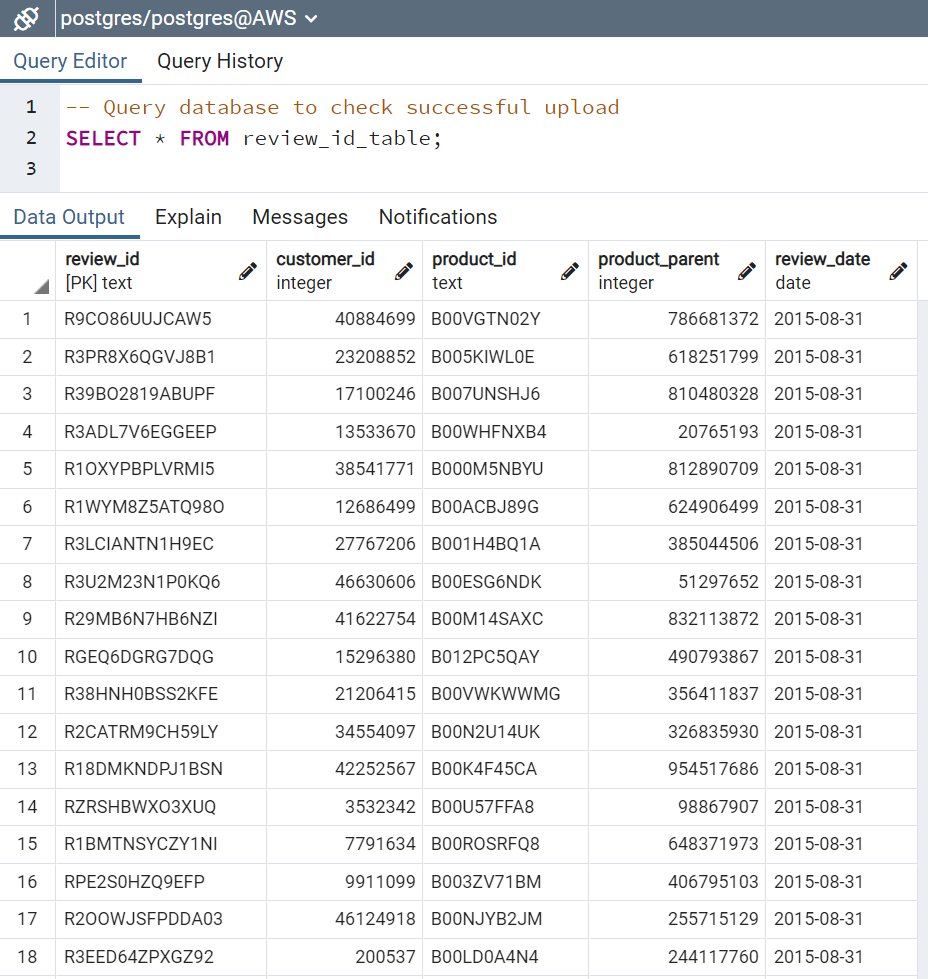 postgres/postgres@AWS
Query Editor Query History
1 -- Query database to check successful upload
2 SELECT * FROM review_id_table;
3
Data Output Explain Messages Notifications
review_id customer_id product_id product_parent review_date
[PK] text integer text integer date
1 R9CO86UUJCAW5 40884699 B00VGTN02Y 786681372 2015-08-31
2 R3PR8X6QGVJ8B1 23208852 B005KIWL0E 618251799 2015-08-31
3 R39BO2819ABUPF 17100246 B007UNSHJ6 810480328 2015-08-31
4 R3ADL7V6EGGEEP 13533670 B00WHFNXB4 20765193 2015-08-31
5 R1OXYPBPLVRMI5 38541771 B000M5NBYU 812890709 2015-08-31
6 R1WYM8Z5ATQ98O 12686499 B00ACBJ89G 624906499 2015-08-31
7 R3LCIANTN1H9EC 27767206 B001H4BQ1A 385044506 2015-08-31
8 R3U2M23N1P0KQ6 46630606 B00ESG6NDK 51297652 2015-08-31
9 R29MB6N7HB6NZI 41622754 B00M14SAXC 832113872 2015-08-31
10 RGEQ6DGRG7DQG 15296380 B012PC5QAY 490793867 2015-08-31
11 R38HNH0BSS2KFE 21206415 B00VWKWWMG 356411837 2015-08-31
12 R2CATRM9CH59LY 34554097 B00N2U14UK 326835930 2015-08-31
13 R18DMKNDPJ1BSN 42252567 B00K4F45CA 954517686 2015-08-31
14 RZRSHBWXO3XUQ 3532342 B00U57FFA8 98867907 2015-08-31
15 R1BMTNSYCZY1NI 7791634 B00ROSRFQ8 648371973 2015-08-31
16 RPE2S0HZQ9EFP 9911099 B003ZV71BM 406795103 2015-08-31
17 R2OOWJSFPDDA03 46124918 B00NJYB2JM 255715129 2015-08-31
18 R3EED64ZPXGZ92 200537 B00LD0A4N4 244117760 2015-08-31